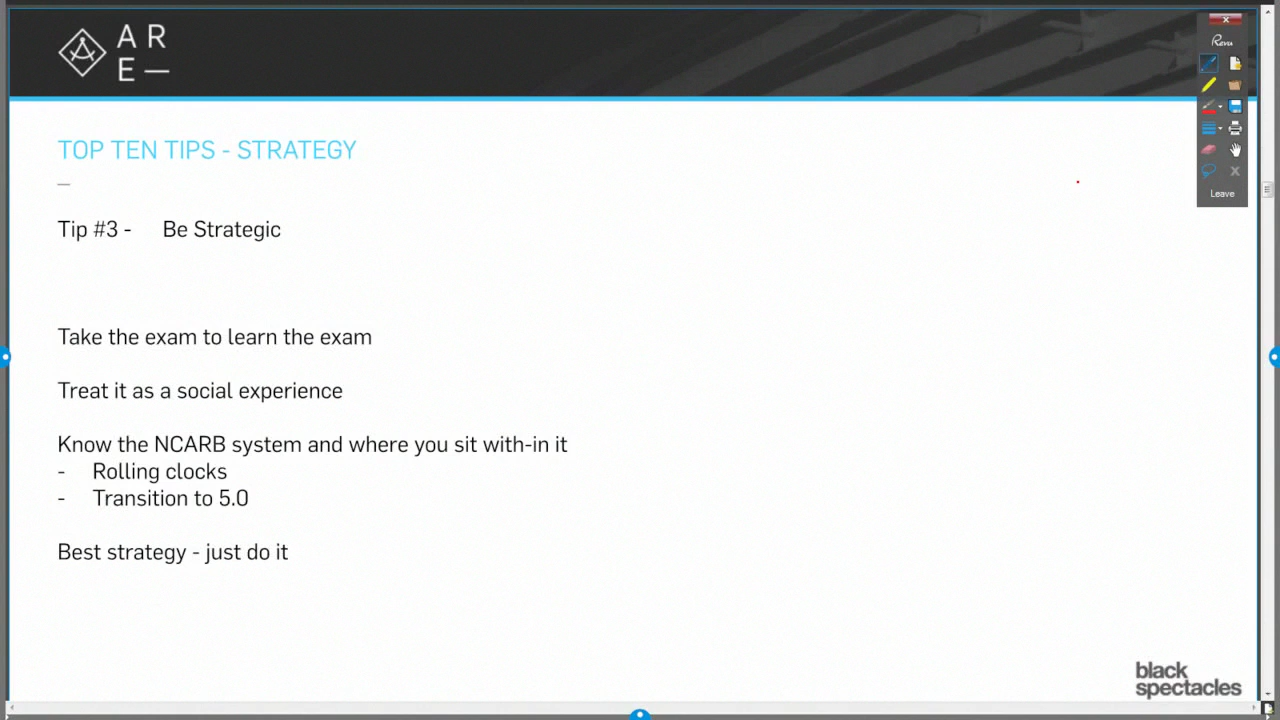 A R
E —
Revu
TOP TEN TIPS - STRATEGY
—
Tip #3 - Be Strategic
Leave
Take the exam to learn the exam
Treat it as a social experience
Know the NCARB system and where you sit with-in it
- Rolling clocks
- Transition to 5.0
Best strategy - just do it
black
spectacles